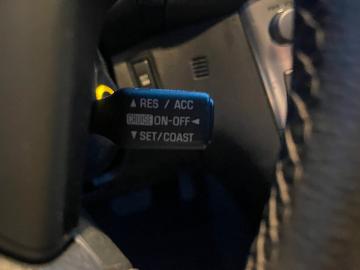 ▲ RES / ACC
CRUISE ON-OFF ◄
▼ SET/COAST